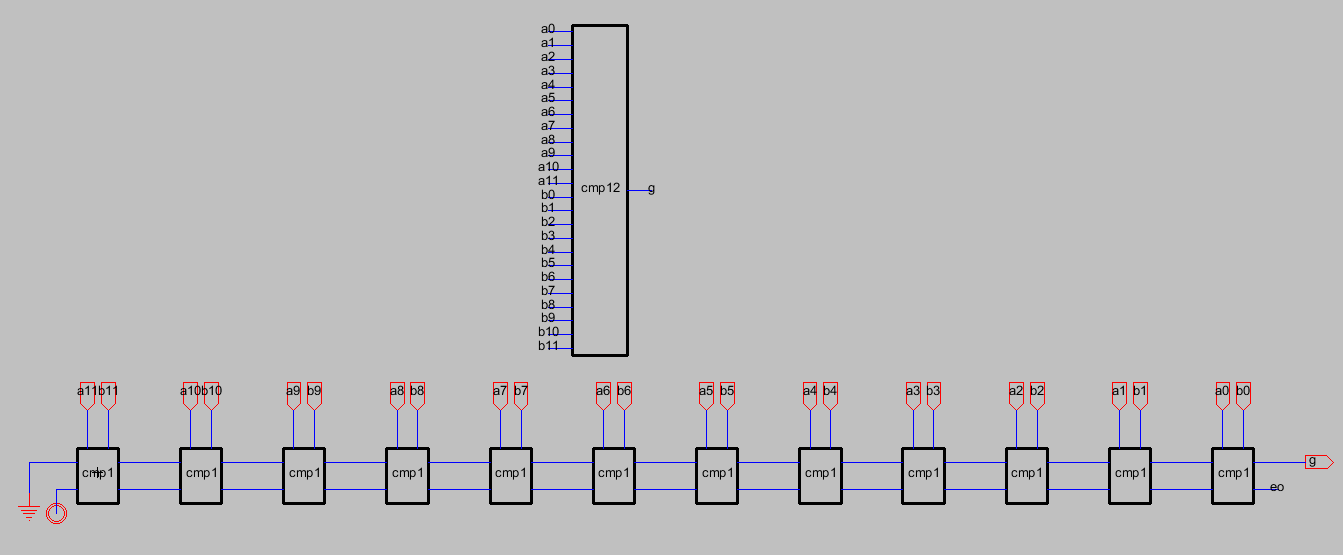 a0
a1
a2
a3
a4
a5
a6
a7
a8
a9
a10
a11
cmp12
g
b0
b1
b2
b3
b4
b5
b6
b7
b8
b9
b10
b11
a11 b11 a10 b10 a9 b9 a8 b8 a7 b7 a6 b6 a5 b5 a4 b4 a3 b3 a2 b2 a1 b1 a0 b0
cmp1 cmp1 cmp1 cmp1 cmp1 cmp1 cmp1 cmp1 cmp1 cmp1 cmp1 cmp1
g
eo